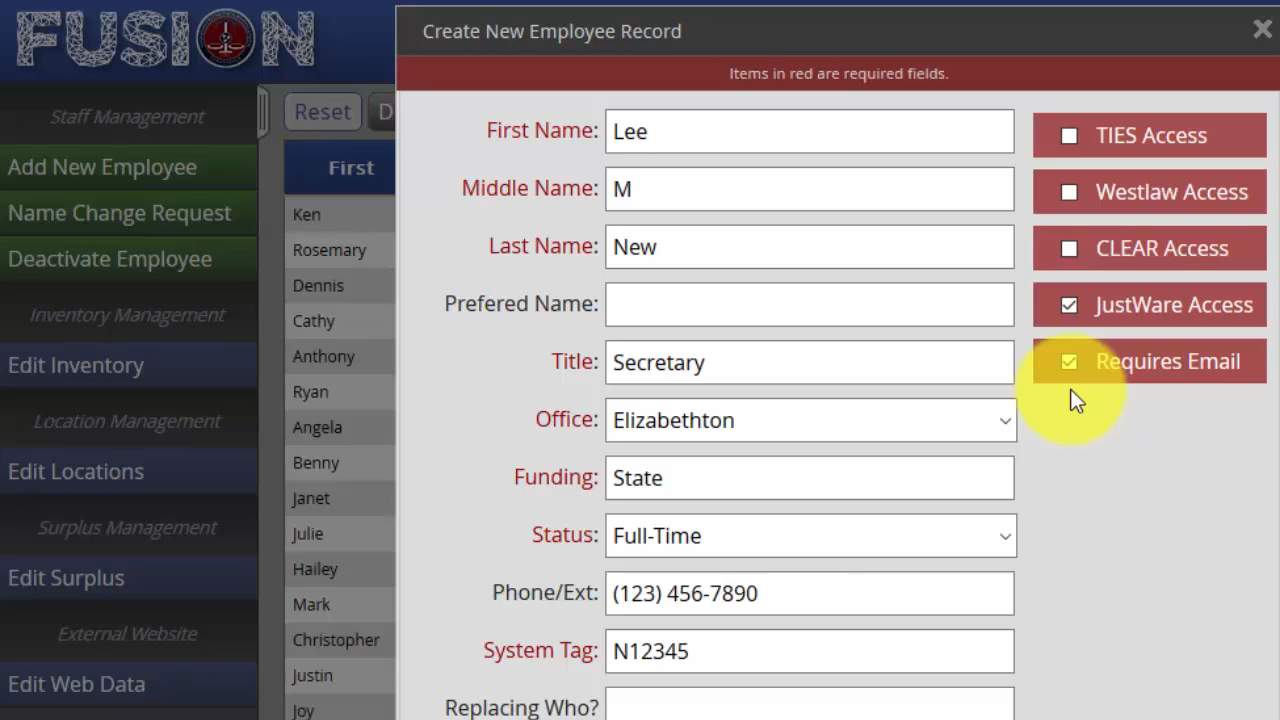 FUSION
Staff Management
Add New Employee
Name Change Request
Deactivate Employee
Inventory Management
Edit Inventory
Location Management
Edit Locations
Surplus Management
Edit Surplus
External Website
Edit Web Data
Reset
D
First
Ken
Rosemary
Dennis
Cathy
Anthony
Ryan
Angela
Benny
Janet
Julie
Hailey
Mark
Christopher
Justin
Joy
Create New Employee Record
Items in red are required fields.
First Name: Lee
Middle Name: M
Last Name: New
Prefered Name:
Title: Secretary
Office: Elizabethton
Funding: State
Status: Full-Time
Phone/Ext: (123) 456-7890
System Tag: N12345
Replacing Who?
TIES Access
Westlaw Access
CLEAR Access
JustWare Access
Requires Email